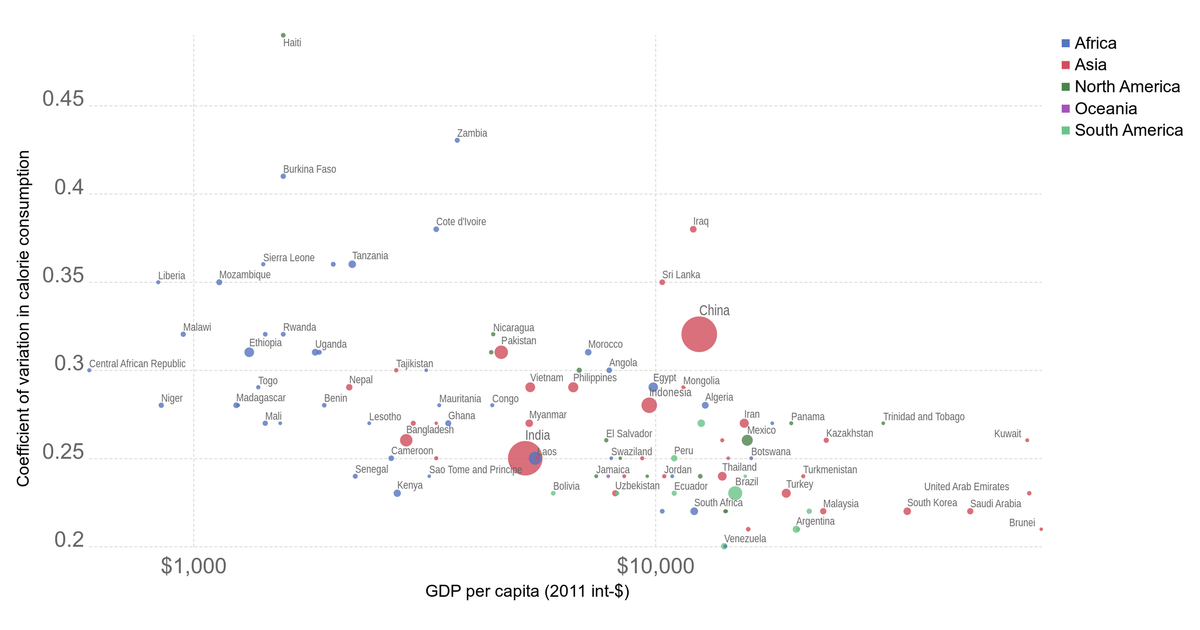 Africa
Asia
North America
Oceania
South America
Coefficient of variation in calorie consumption
0.45
0.4
0.35
0.3
0.25
0.2
$1,000
$10,000
GDP per capita (2011 int-$)
Haiti
Zambia
Burkina Faso
Cote d'Ivoire
Iraq
Sierra Leone
Tanzania
Liberia
Mozambique
Sri Lanka
China
Malawi
Rwanda
Nicaragua
Ethiopia
Uganda
Pakistan
Morocco
Central African Republic
Tajikistan
Angola
Togo
Nepal
Vietnam
Philippines
Egypt
Mongolia
Niger
Madagascar
Benin
Mauritania
Congo
Indonesia
Algeria
Mali
Lesotho
Ghana
Myanmar
Iran
Panama
Trinidad and Tobago
Bangladesh
India
El Salvador
Mexico
Kazakhstan
Kuwait
Cameroon
Laos
Swaziland
Peru
Botswana
Senegal
Sao Tome and Principe
Jamaica
Jordan
Thailand
Turkmenistan
Kenya
Bolivia
Uzbekistan
Ecuador
Brazil
Turkey
United Arab Emirates
South Africa
Malaysia
South Korea
Saudi Arabia
Argentina
Brunei
Venezuela